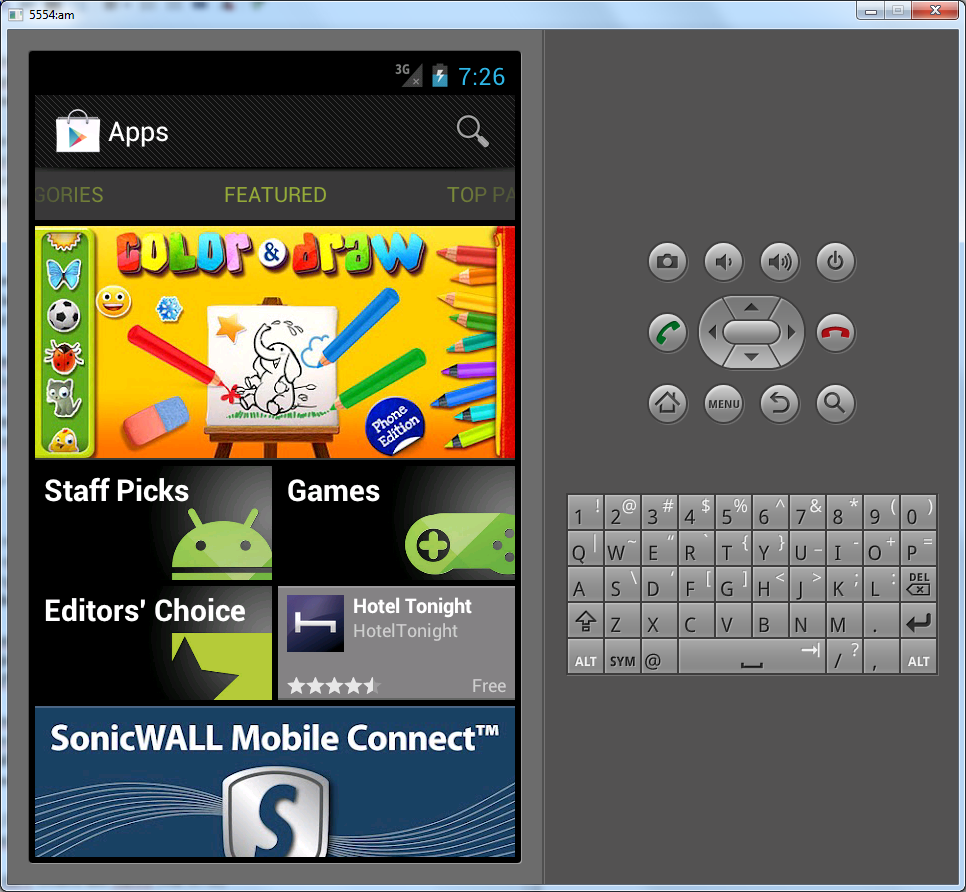 5554:am
3G 7:26
Apps
GORIES FEATURED TOP PA
COLOR & DRAW
Phone
Edition
Staff Picks Games
Editors' Choice
Hotel Tonight
HotelTonight
Free
SonicWALL Mobile Connect™
S
MENU
1 ! 2 @ 3 # 4 $ 5 % 6 ^ 7 & 8 * 9 ( 0 )
Q | W ~ E " R ` T { Y } U _ I - O + P =
A S \ D ' F [ G ] H < J > K ; L : DEL
Z X C V B N M .
ALT SYM @ / ? , ALT